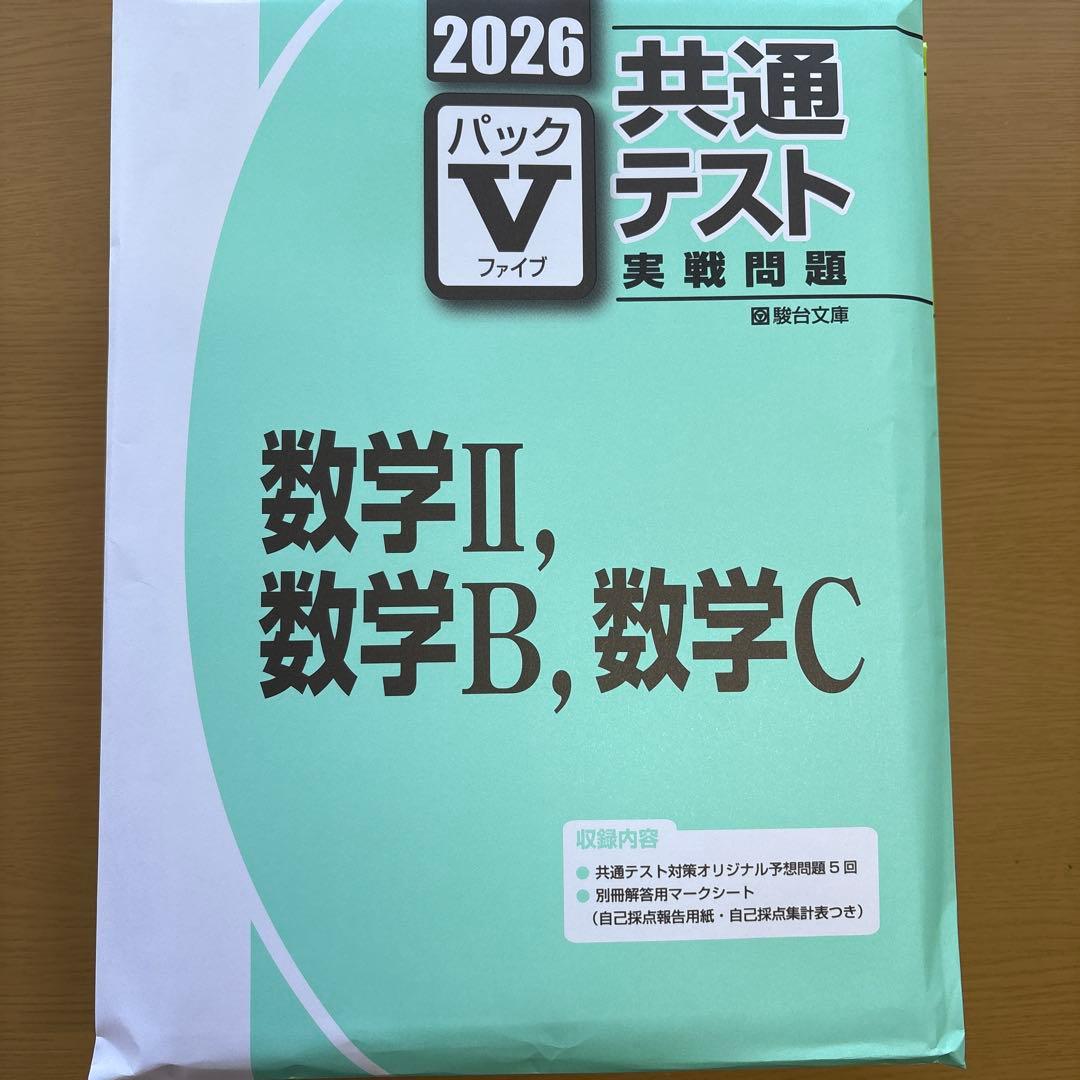 2026
パック
V
ファイブ
共通
テスト
実戦問題
駿台文庫
数学II,
数学B, 数学C
収録内容
● 共通テスト対策オリジナル予想問題5回
● 別冊解答用マークシート
（自己採点報告用紙・自己採点集計表つき）